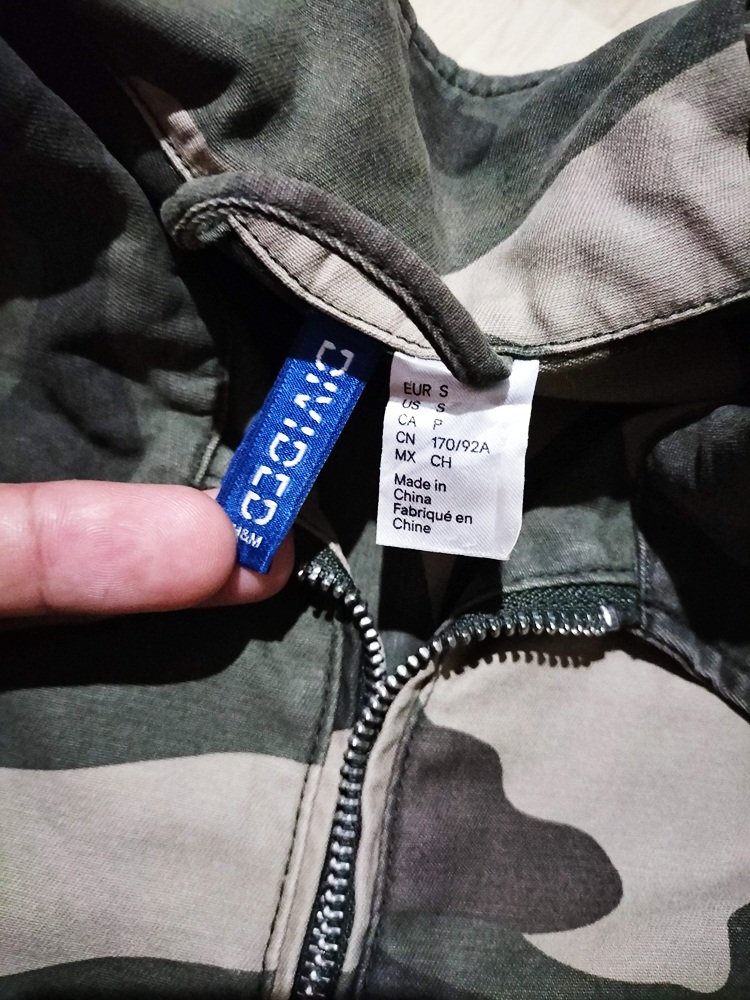 DIVIDED
H&M
EUR S
US S
CA P
CN 170/92A
MX CH
Made in
China
Fabriqué en
Chine